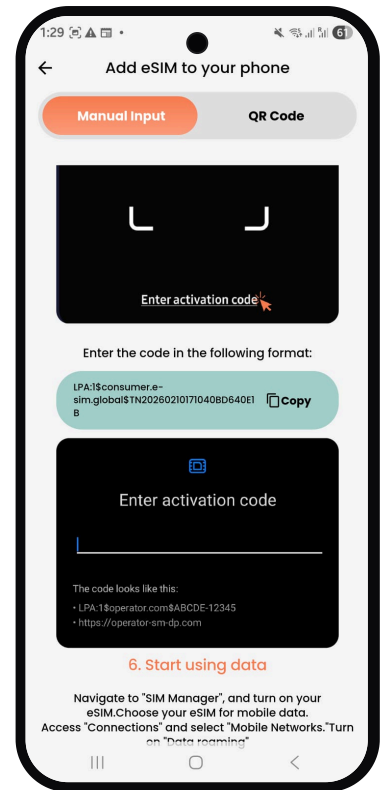 1:29
61
Add eSIM to your phone
Manual Input
QR Code
Enter activation code
Enter the code in the following format:
LPA:1$consumer.e-
sim.global$TN20260210171040BD640E1
B
Copy
Enter activation code
The code looks like this:
• LPA:1$operator.com$ABCDE-12345
• https://operator-sm-dp.com
6. Start using data
Navigate to "SIM Manager", and turn on your
eSIM.Choose your eSIM for mobile data.
Access "Connections" and select "Mobile Networks."Turn
on "Data roaming"